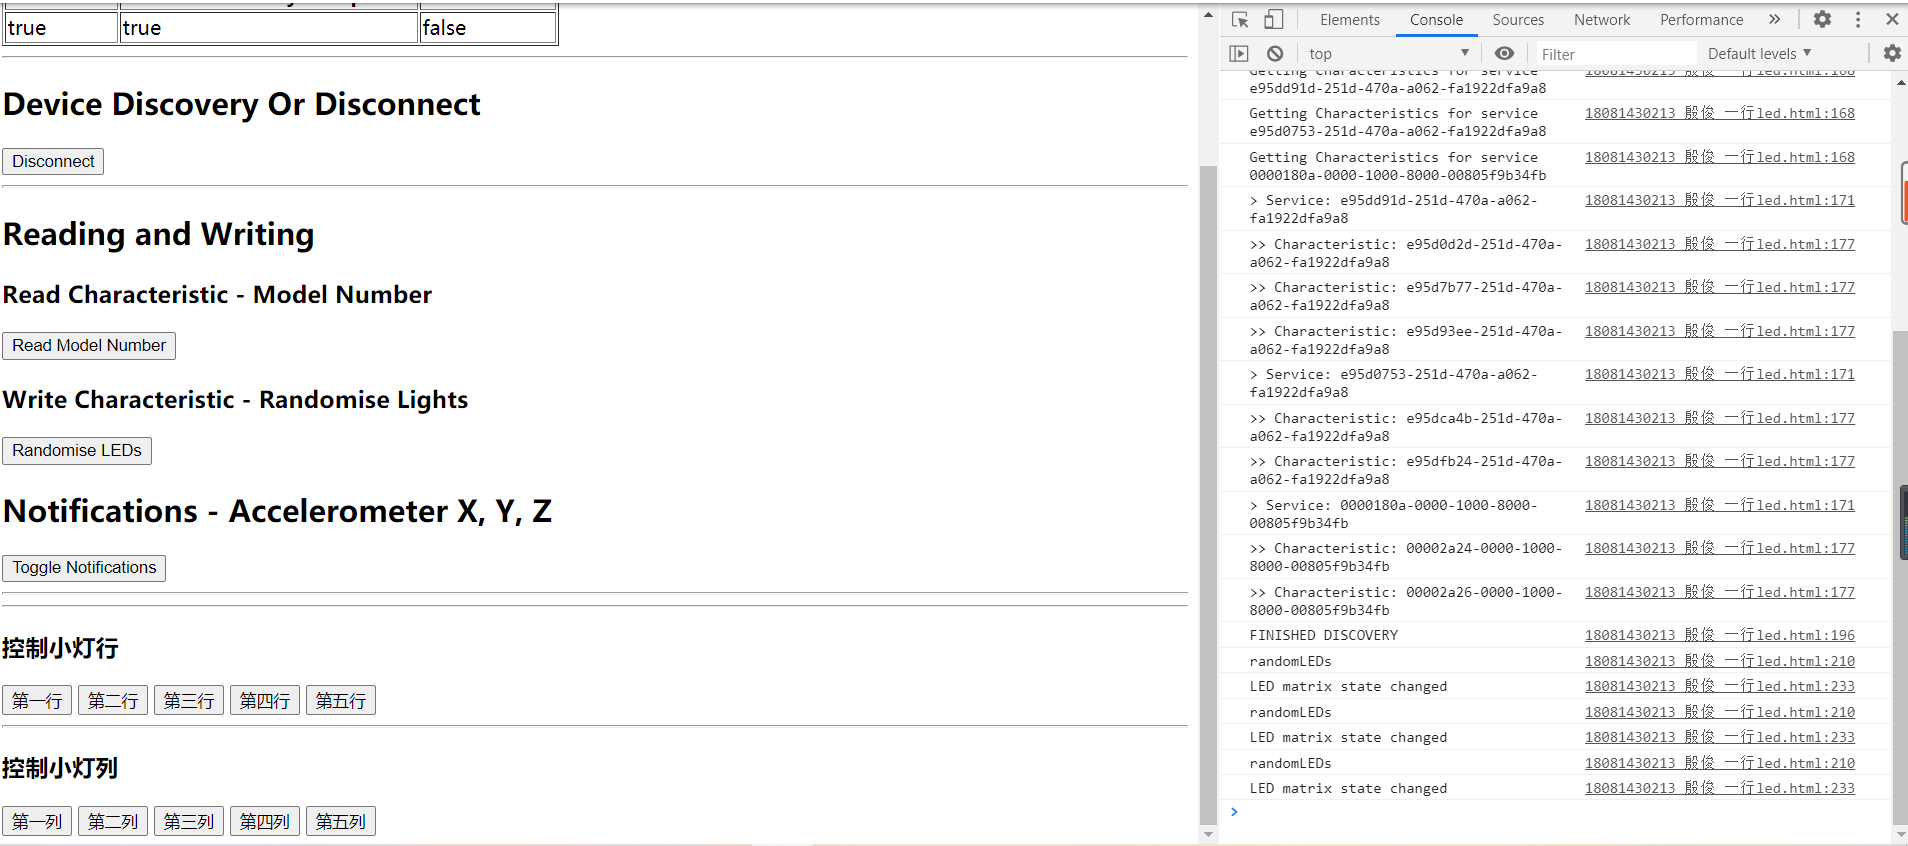 true true false
Device Discovery Or Disconnect
Disconnect
Reading and Writing
Read Characteristic - Model Number
Read Model Number
Write Characteristic - Randomise Lights
Randomise LEDs
Notifications - Accelerometer X, Y, Z
Toggle Notifications
控制小灯行
第一行 第二行 第三行 第四行 第五行
控制小灯列
第一列 第二列 第三列 第四列 第五列
Elements Console Sources Network Performance »
top Filter Default levels
Getting Characteristics for service 18081430213 殷俊 一行led.html:168
e95dd91d-251d-470a-a062-fa1922dfa9a8
Getting Characteristics for service 18081430213 殷俊 一行led.html:168
e95d0753-251d-470a-a062-fa1922dfa9a8
Getting Characteristics for service 18081430213 殷俊 一行led.html:168
0000180a-0000-1000-8000-00805f9b34fb
> Service: e95dd91d-251d-470a-a062- 18081430213 殷俊 一行led.html:171
fa1922dfa9a8
>> Characteristic: e95d0d2d-251d-470a- 18081430213 殷俊 一行led.html:177
a062-fa1922dfa9a8
>> Characteristic: e95d7b77-251d-470a- 18081430213 殷俊 一行led.html:177
a062-fa1922dfa9a8
>> Characteristic: e95d93ee-251d-470a- 18081430213 殷俊 一行led.html:177
a062-fa1922dfa9a8
> Service: e95d0753-251d-470a-a062- 18081430213 殷俊 一行led.html:171
fa1922dfa9a8
>> Characteristic: e95dca4b-251d-470a- 18081430213 殷俊 一行led.html:177
a062-fa1922dfa9a8
>> Characteristic: e95dfb24-251d-470a- 18081430213 殷俊 一行led.html:177
a062-fa1922dfa9a8
> Service: 0000180a-0000-1000-8000- 18081430213 殷俊 一行led.html:171
00805f9b34fb
>> Characteristic: 00002a24-0000-1000- 18081430213 殷俊 一行led.html:177
8000-00805f9b34fb
>> Characteristic: 00002a26-0000-1000- 18081430213 殷俊 一行led.html:177
8000-00805f9b34fb
FINISHED DISCOVERY 18081430213 殷俊 一行led.html:196
randomLEDs 18081430213 殷俊 一行led.html:210
LED matrix state changed 18081430213 殷俊 一行led.html:233
randomLEDs 18081430213 殷俊 一行led.html:210
LED matrix state changed 18081430213 殷俊 一行led.html:233
randomLEDs 18081430213 殷俊 一行led.html:210
LED matrix state changed 18081430213 殷俊 一行led.html:233
>